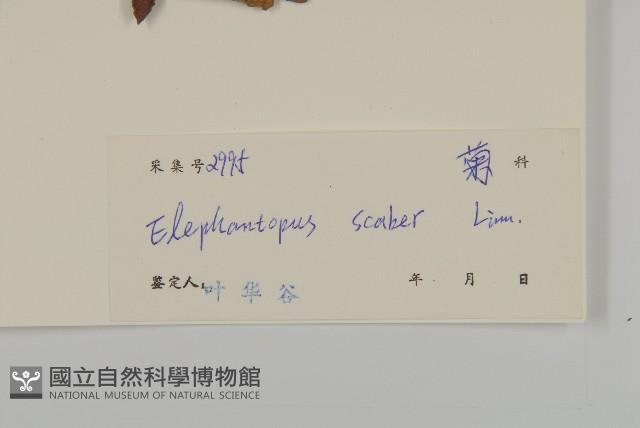 采集号 2995 菊 科
Elephantopus scaber Linn.
鉴定人: 叶华谷 年 月 日
國立自然科學博物館
NATIONAL MUSEUM OF NATURAL SCIENCE